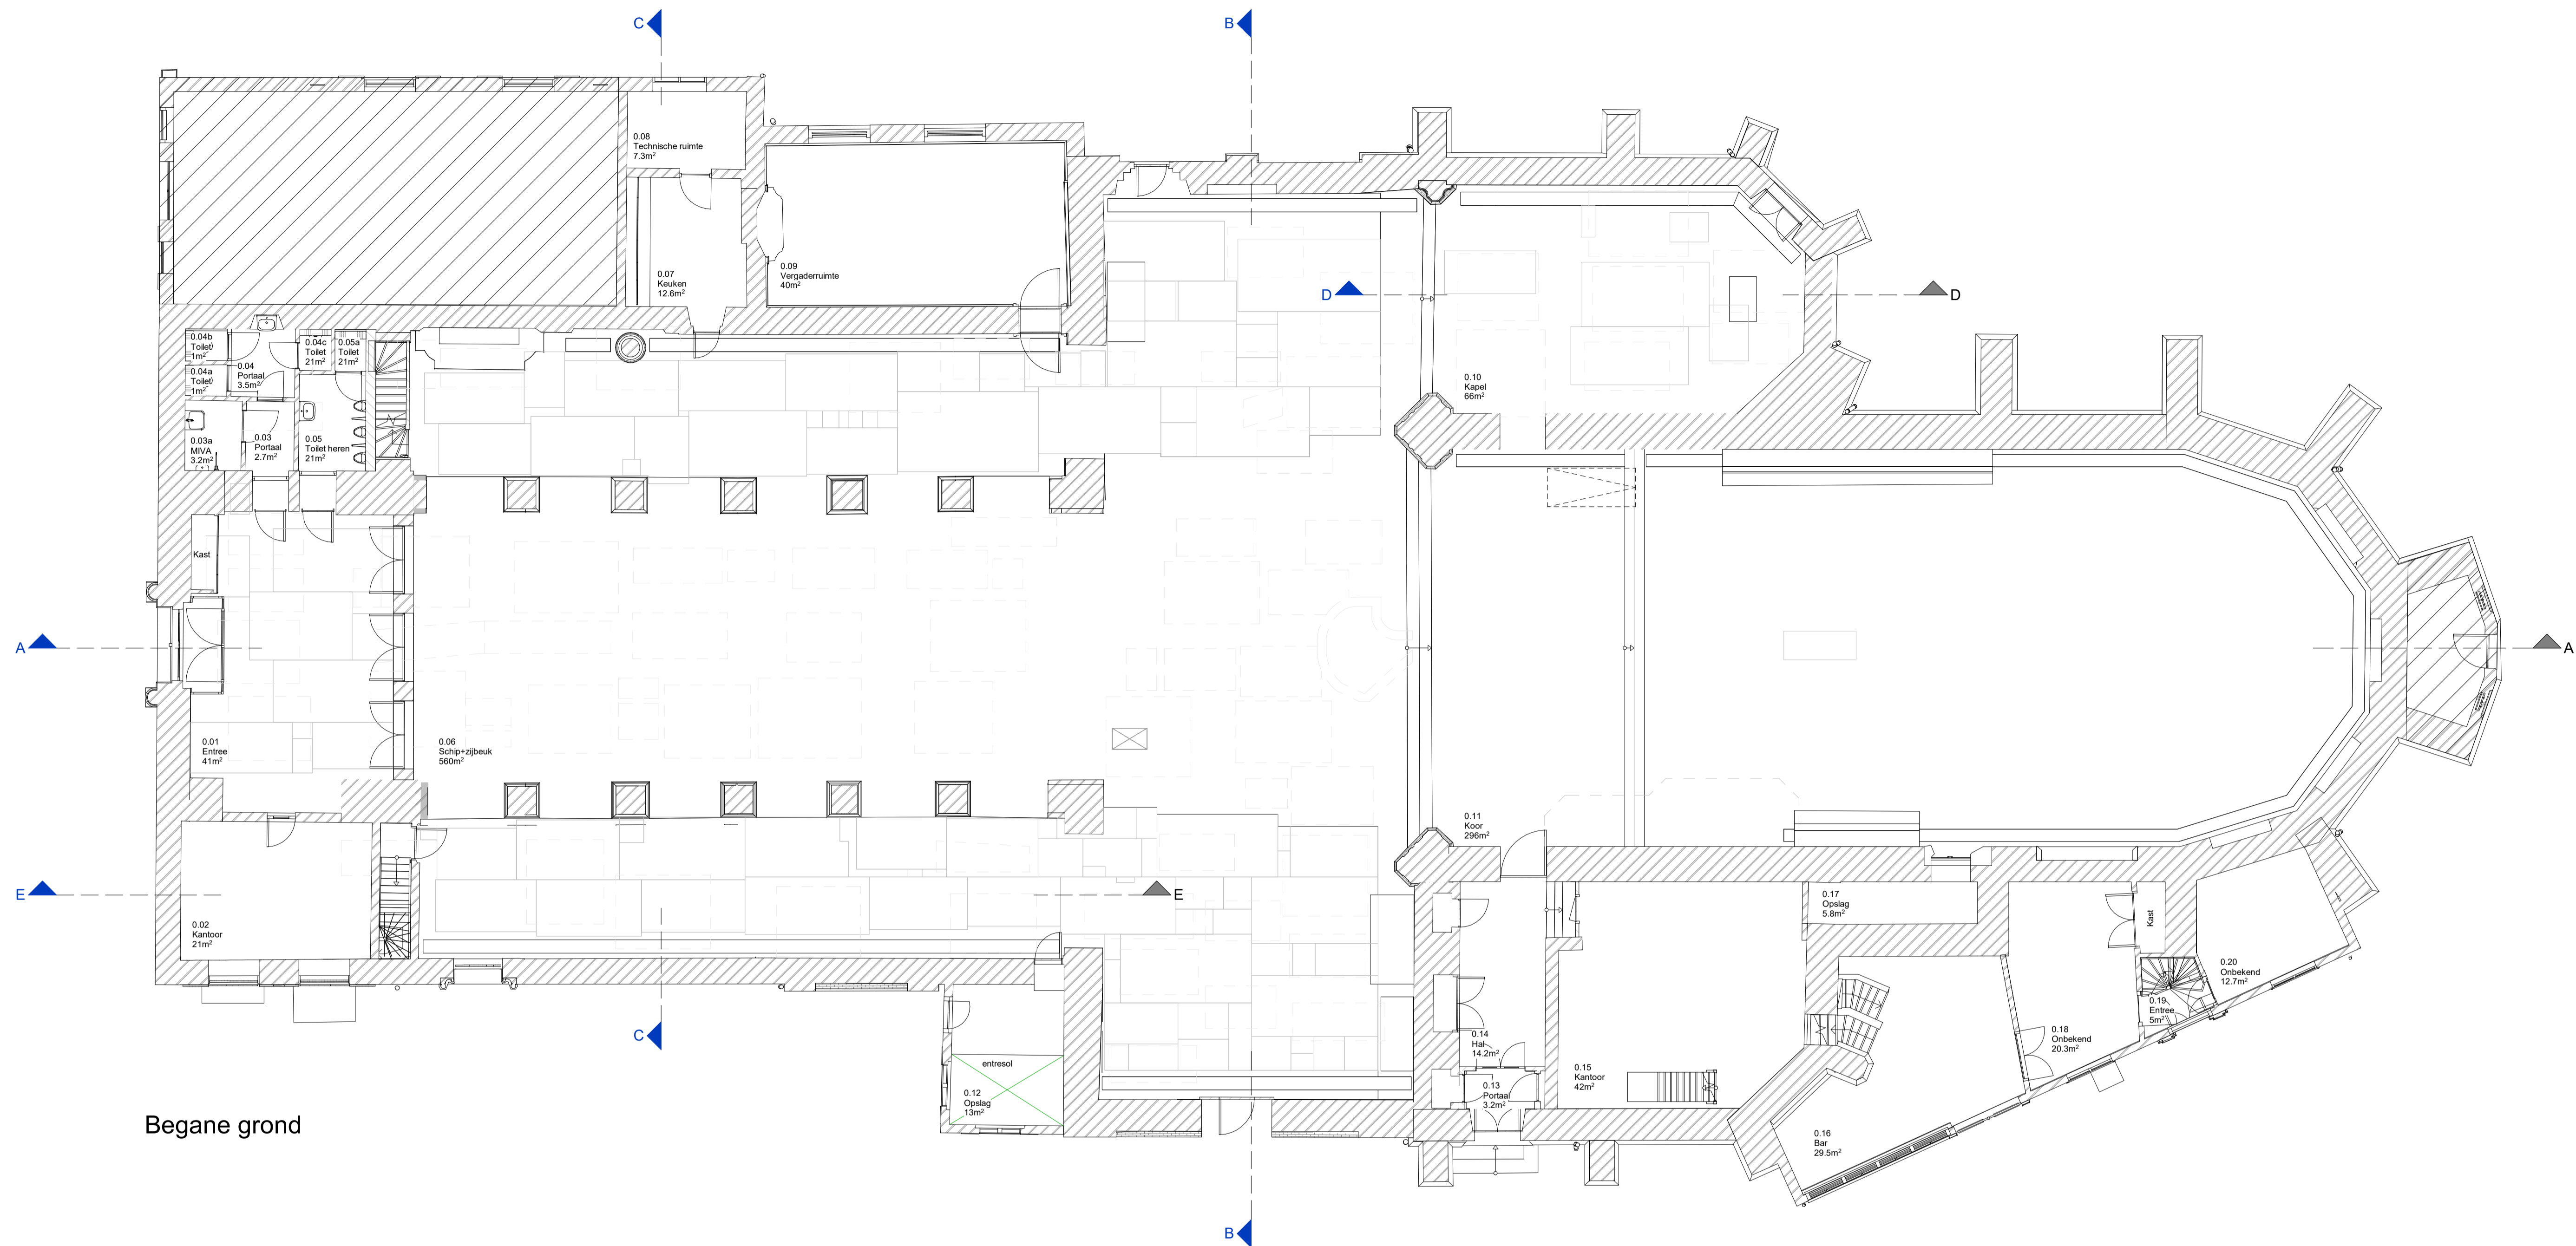 C
B
0.08
Technische ruimte
7.3m²
0.07
Keuken
12.6m²
0.09
Vergaderruimte
40m²
D
D
0.04b
Toilet
1m²
0.04a
Toilet
1m²
0.04
Portaal
3.5m²
0.04c
Toilet
21m²
0.05a
Toilet
21m²
0.10
Kapel
66m²
0.03a
MIVA
3.2m²
0.03
Portaal
2.7m²
0.05
Toilet heren
21m²
Kast
A
A
0.01
Entree
41m²
0.06
Schip+zijbeuk
560m²
0.11
Koor
296m²
E
E
0.02
Kantoor
21m²
0.17
Opslag
5.8m²
Kast
0.20
Onbekend
12.7m²
0.19
Entree
5m²
0.18
Onbekend
20.3m²
C
0.14
Hal
14.2m²
entresol
0.12
Opslag
13m²
0.13
Portaal
3.2m²
0.15
Kantoor
42m²
0.16
Bar
29.5m²
Begane grond
B